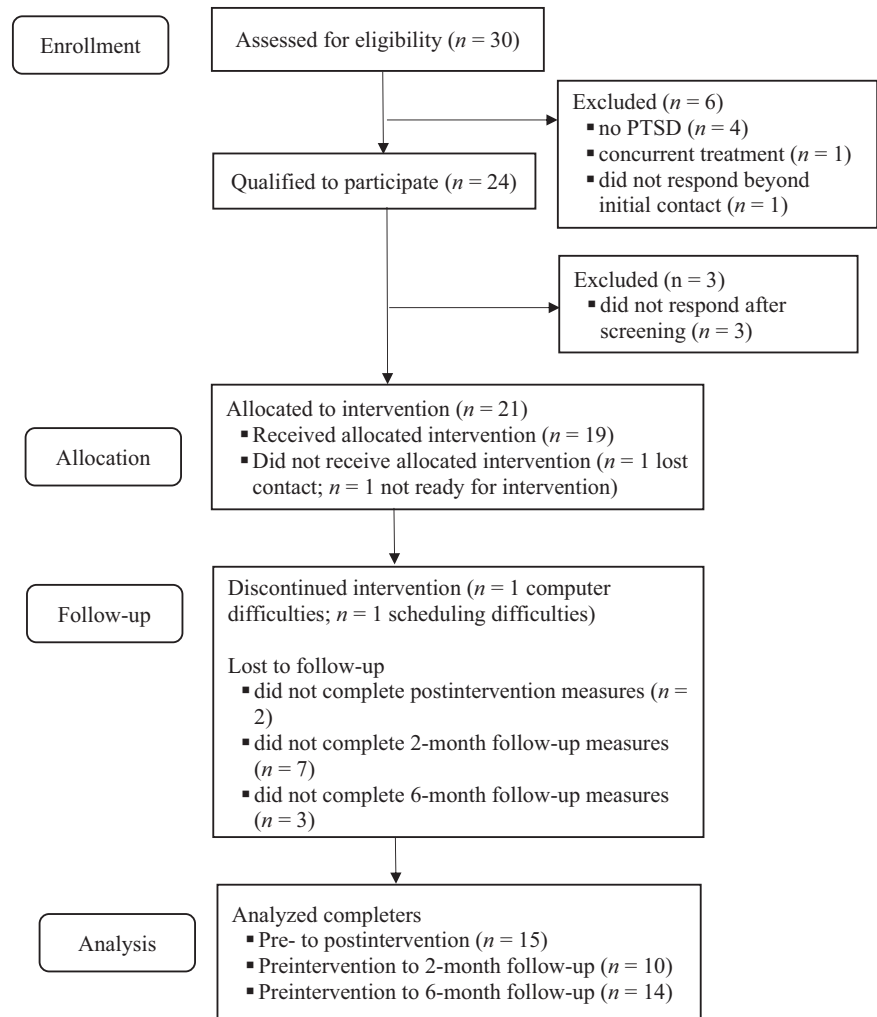 Enrollment
Assessed for eligibility (n = 30)
Excluded (n = 6)
▪ no PTSD (n = 4)
▪ concurrent treatment (n = 1)
▪ did not respond beyond
initial contact (n = 1)
Qualified to participate (n = 24)
Excluded (n = 3)
▪ did not respond after
screening (n = 3)
Allocation
Allocated to intervention (n = 21)
▪ Received allocated intervention (n = 19)
▪ Did not receive allocated intervention (n = 1 lost
contact; n = 1 not ready for intervention)
Follow-up
Discontinued intervention (n = 1 computer
difficulties; n = 1 scheduling difficulties)
Lost to follow-up
▪ did not complete postintervention measures (n =
2)
▪ did not complete 2-month follow-up measures
(n = 7)
▪ did not complete 6-month follow-up measures
(n = 3)
Analysis
Analyzed completers
▪ Pre- to postintervention (n = 15)
▪ Preintervention to 2-month follow-up (n = 10)
▪ Preintervention to 6-month follow-up (n = 14)